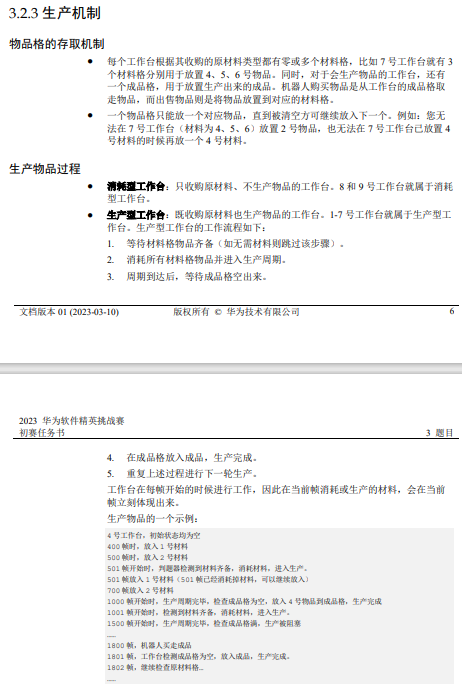 3.2.3 生产机制
物品格的存取机制
● 每个工作台根据其收购的原材料类型都有零或多个材料格，比如 7 号工作台就有 3
个材料格分别用于放置 4、5、6 号物品。同时，对于会生产物品的工作台，还有
一个成品格，用于放置生产出来的成品。机器人购买物品是从工作台的成品格取
走物品，而出售物品则是将物品放置到对应的材料格。
● 一个物品格只能放一个对应物品，直到被清空方可继续放入下一个。例如：您无
法在 7 号工作台（材料为 4、5、6）放置 2 号物品，也无法在 7 号工作台已放置 4
号材料的时候再放一个 4 号材料。
生产物品过程
● 消耗型工作台：只收购原材料、不生产物品的工作台。8 和 9 号工作台就属于消耗
型工作台。
● 生产型工作台：既收购原材料也生产物品的工作台。1-7 号工作台就属于生产型工
作台。生产型工作台的工作流程如下：
1. 等待材料格物品齐备（如无需材料则跳过该步骤）。
2. 消耗所有材料格物品并进入生产周期。
3. 周期到达后，等待成品格空出来。
文档版本 01 (2023-03-10) 版权所有 © 华为技术有限公司 6
2023 华为软件精英挑战赛
初赛任务书 3 题目
4. 在成品格放入成品，生产完成。
5. 重复上述过程进行下一轮生产。
工作台在每帧开始的时候进行工作，因此在当前帧消耗或生产的材料，会在当前
帧立刻体现出来。
生产物品的一个示例：
4 号工作台，初始状态均为空
400 帧时，放入 1 号材料
500 帧时，放入 2 号材料
501 帧开始时，判题器检测到材料齐备，消耗材料，进入生产。
501 帧放入 1 号材料（501 帧已经消耗掉材料，可以继续放入）
700 帧放入 2 号材料
1000 帧开始时，生产周期完毕，检查成品格为空，放入 4 号物品到成品格，生产完成
1001 帧开始时，检测到材料齐备，消耗材料，进入生产。
1500 帧开始时，生产周期完毕，检查成品格满，生产被阻塞
……
1800 帧，机器人买走成品
1801 帧，工作台检测成品格为空，放入成品，生产完成。
1802 帧，继续检查原材料格…
……